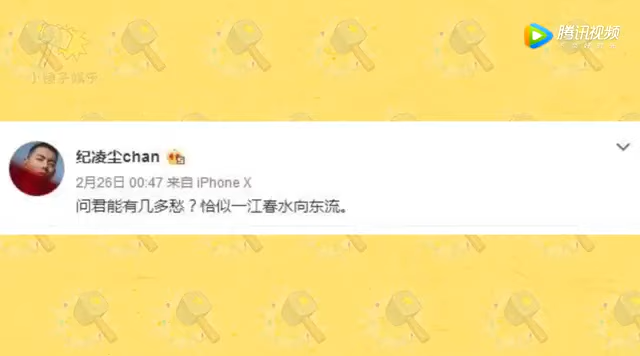 小锤子娱乐
腾讯视频
纪凌尘chan
2月26日 00:47 来自 iPhone X
问君能有几多愁？恰似一江春水向东流。